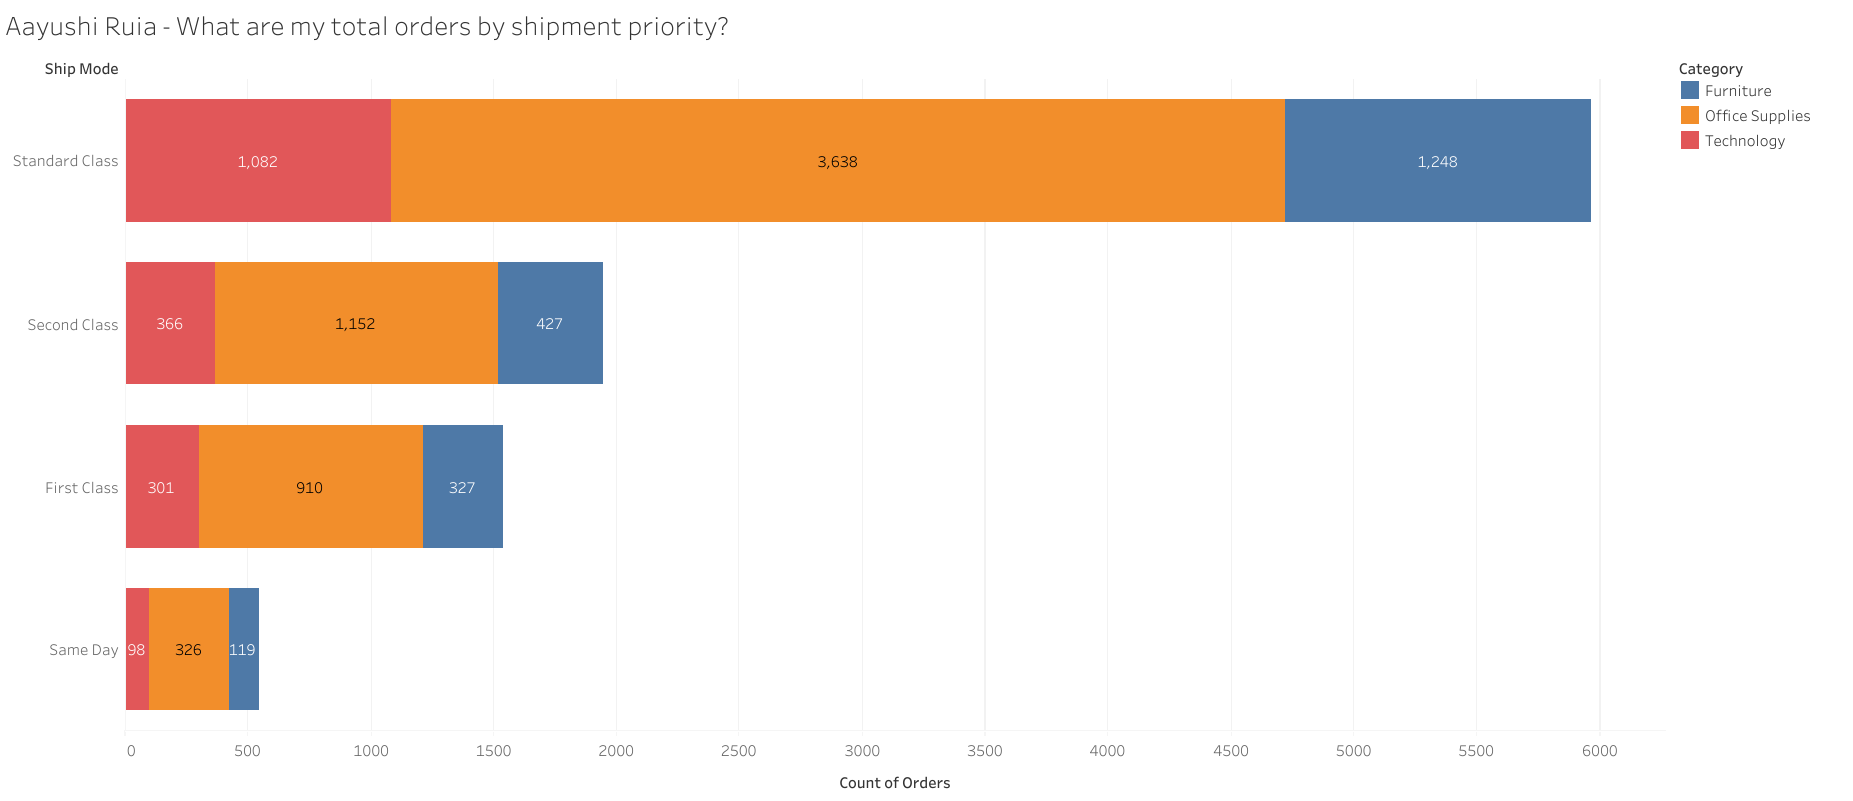 Aayushi Ruia - What are my total orders by shipment priority?
Ship Mode
Category
Furniture
Office Supplies
Technology
Standard Class
1,082
3,638
1,248
Second Class
366
1,152
427
First Class
301
910
327
Same Day
98
326
119
0 500 1000 1500 2000 2500 3000 3500 4000 4500 5000 5500 6000
Count of Orders